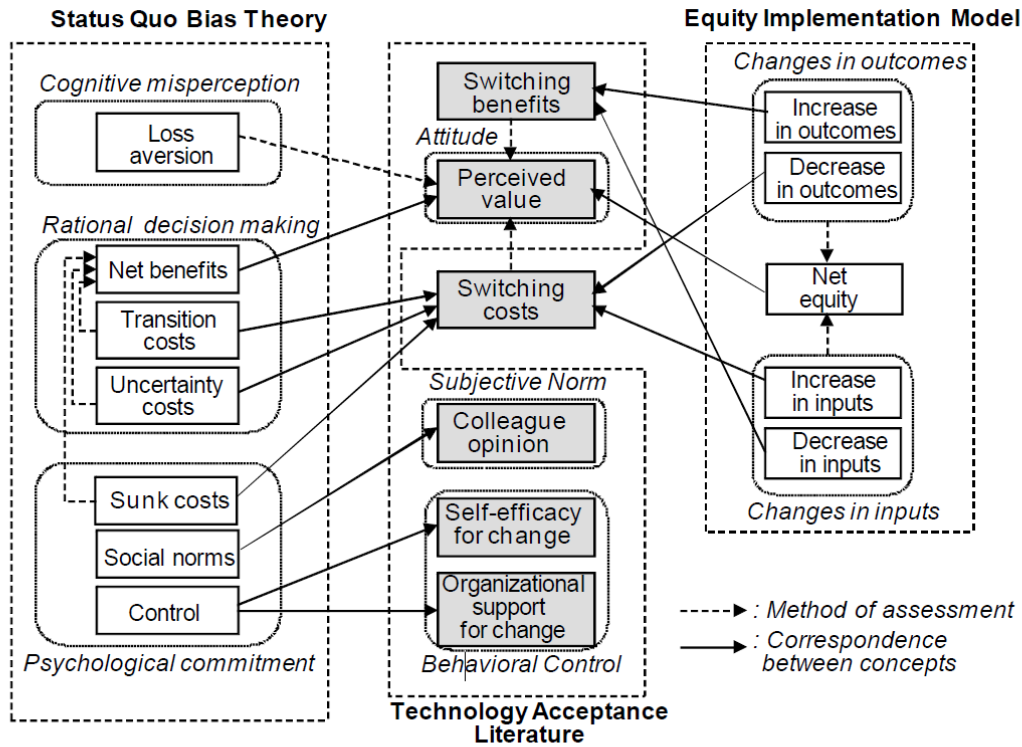 Status Quo Bias Theory
Equity Implementation Model
Cognitive misperception
Loss
aversion
Rational decision making
Net benefits
Transition
costs
Uncertainty
costs
Sunk costs
Social norms
Control
Psychological commitment
Switching
benefits
Attitude
Perceived
value
Switching
costs
Subjective Norm
Colleague
opinion
Self-efficacy
for change
Organizational
support
for change
Behavioral Control
Technology Acceptance
Literature
Changes in outcomes
Increase
in outcomes
Decrease
in outcomes
Net
equity
Increase
in inputs
Decrease
in inputs
Changes in inputs
: Method of assessment
: Correspondence
between concepts